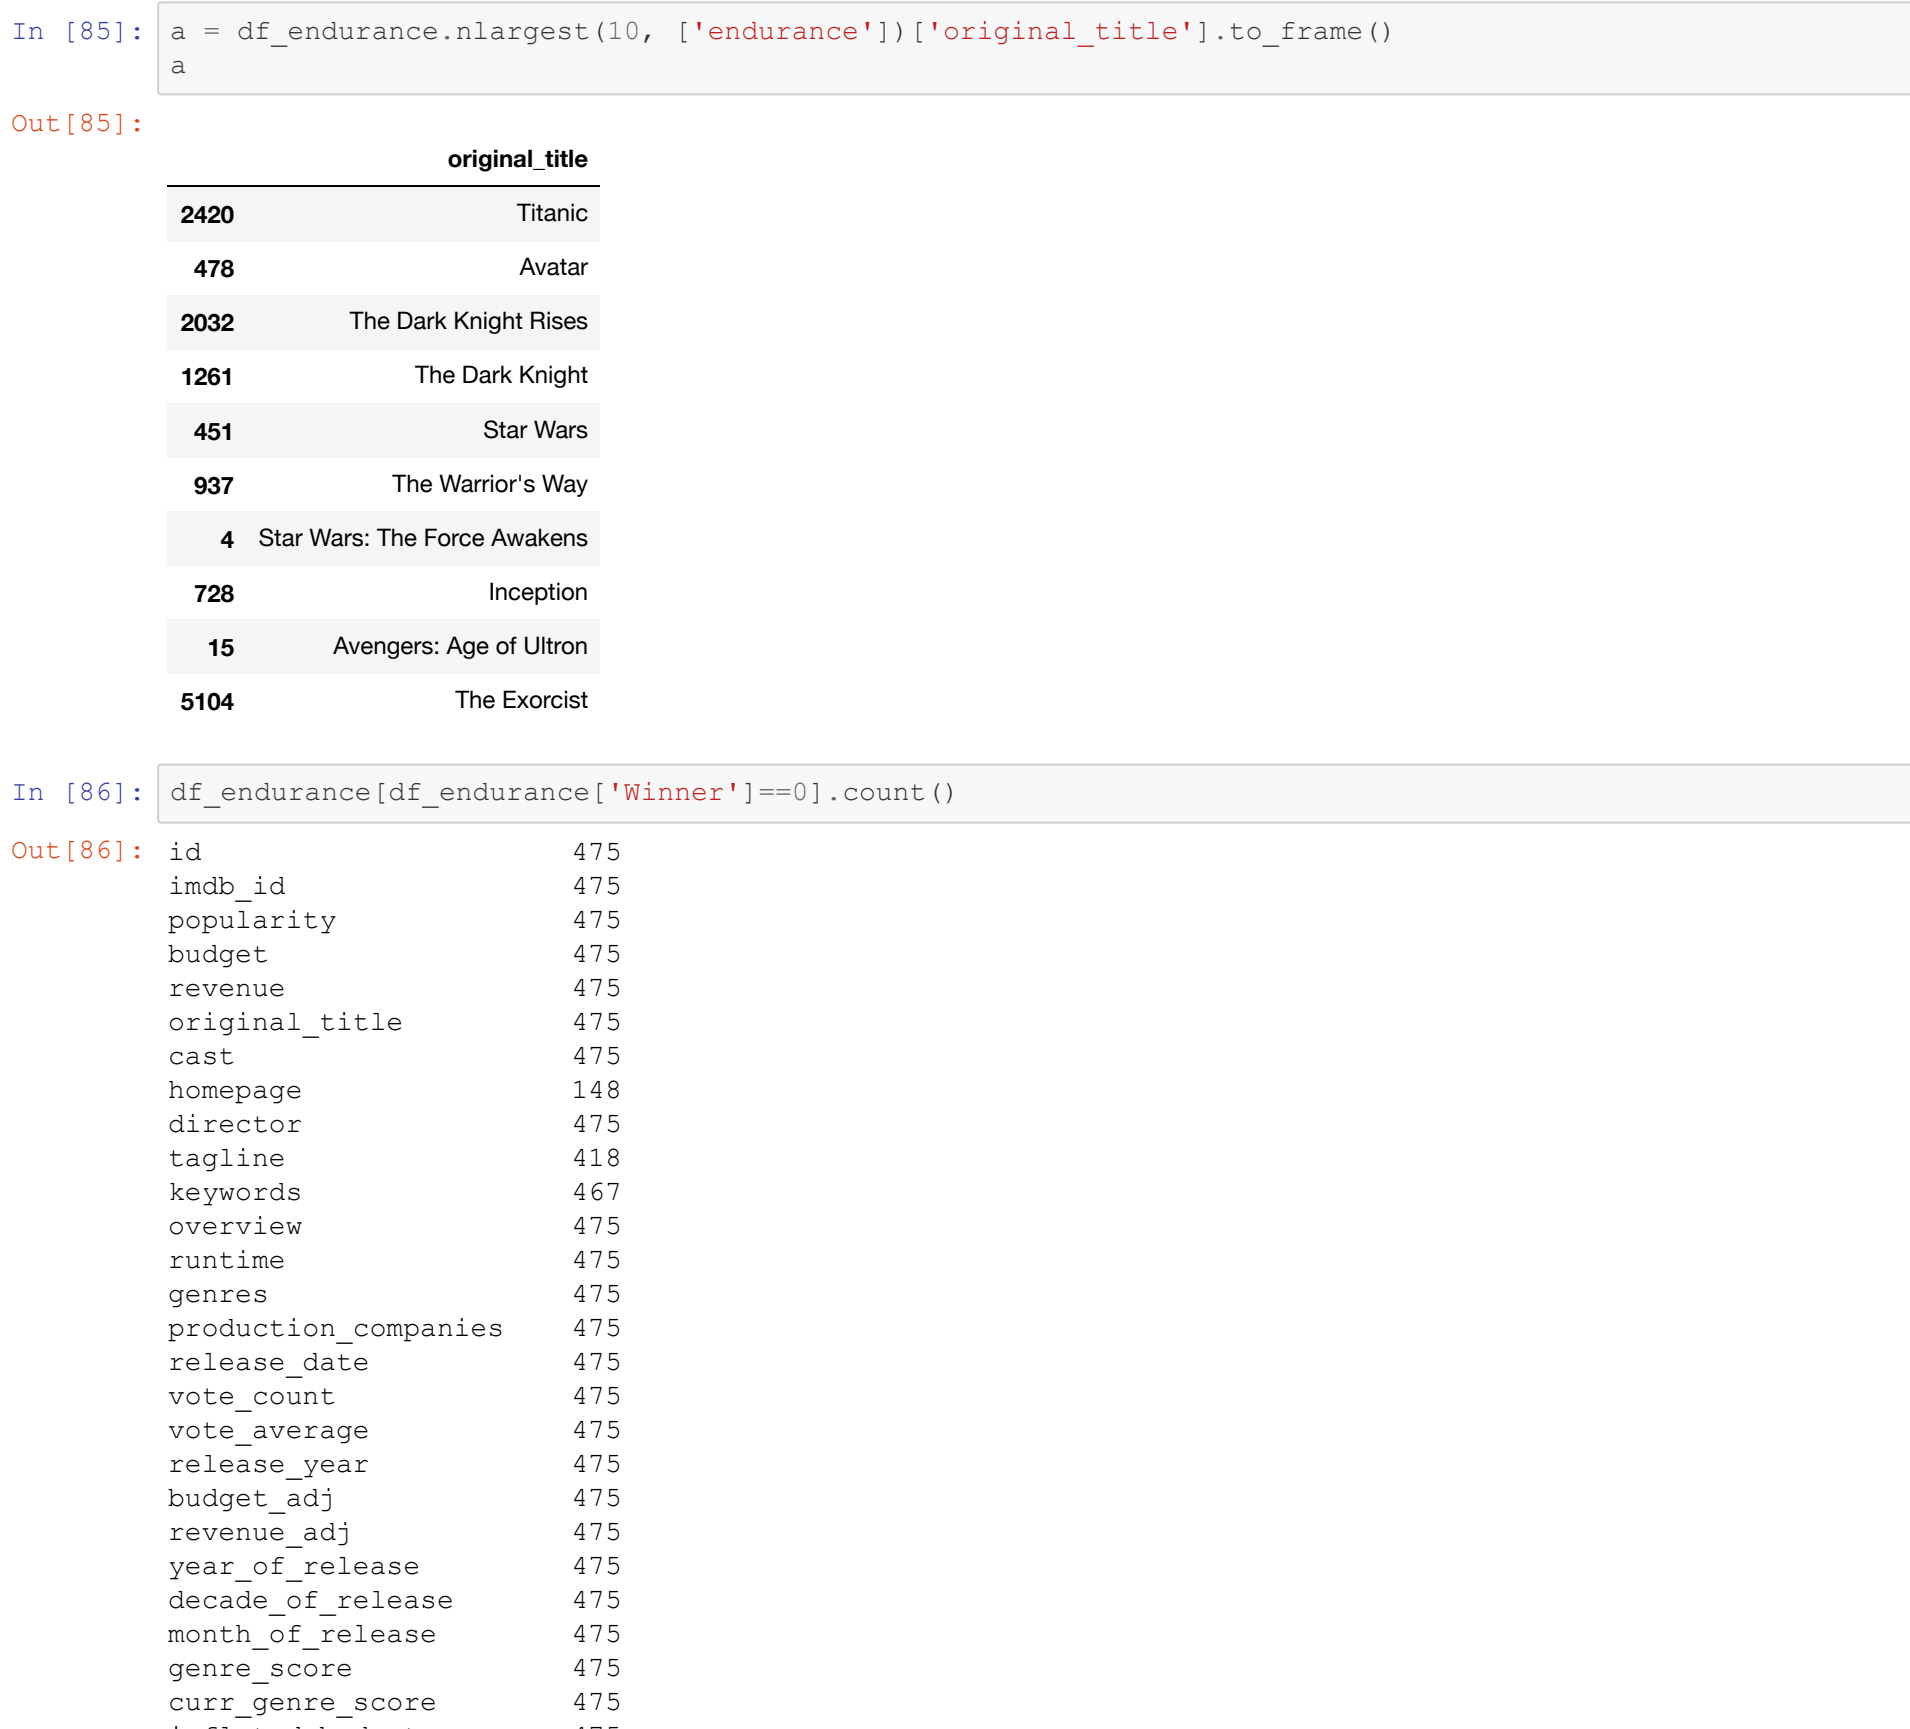 In [85]: a = df_endurance.nlargest(10, ['endurance'])['original_title'].to_frame()
a
Out[85]:
original_title
2420 Titanic
478 Avatar
2032 The Dark Knight Rises
1261 The Dark Knight
451 Star Wars
937 The Warrior's Way
4 Star Wars: The Force Awakens
728 Inception
15 Avengers: Age of Ultron
5104 The Exorcist
In [86]: df_endurance[df_endurance['Winner']==0].count()
Out[86]: id 475
imdb_id 475
popularity 475
budget 475
revenue 475
original_title 475
cast 475
homepage 148
director 475
tagline 418
keywords 467
overview 475
runtime 475
genres 475
production_companies 475
release_date 475
vote_count 475
vote_average 475
release_year 475
budget_adj 475
revenue_adj 475
year_of_release 475
decade_of_release 475
month_of_release 475
genre_score 475
curr_genre_score 475